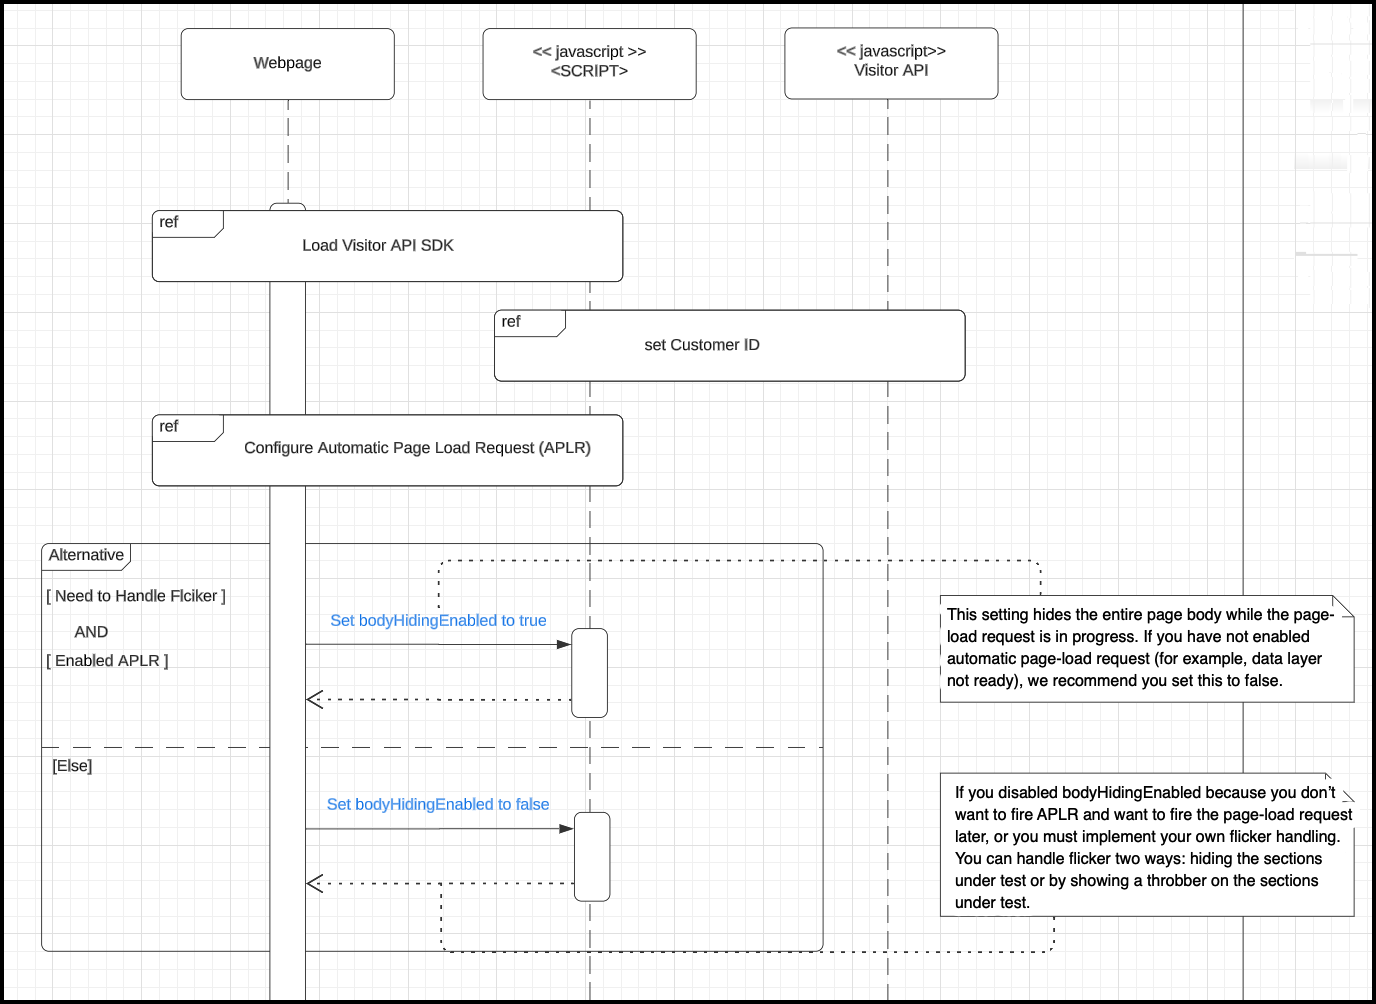 Webpage
<< javascript >>
<SCRIPT>
<< javascript>>
Visitor API
ref
Load Visitor API SDK
ref
set Customer ID
ref
Configure Automatic Page Load Request (APLR)
Alternative
[ Need to Handle Flciker ]
AND
[ Enabled APLR ]
Set bodyHidingEnabled to true
This setting hides the entire page body while the page-
load request is in progress. If you have not enabled
automatic page-load request (for example, data layer
not ready), we recommend you set this to false.
[Else]
Set bodyHidingEnabled to false
If you disabled bodyHidingEnabled because you don’t
want to fire APLR and want to fire the page-load request
later, or you must implement your own flicker handling.
You can handle flicker two ways: hiding the sections
under test or by showing a throbber on the sections
under test.